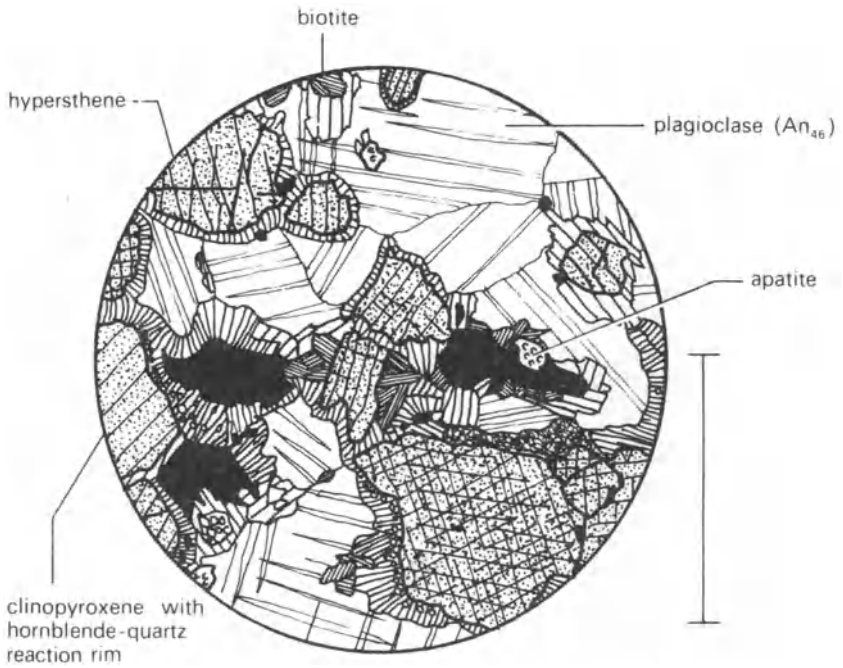 biotite
hypersthene
plagioclase (An₄₆)
apatite
clinopyroxene with
hornblende-quartz
reaction rim